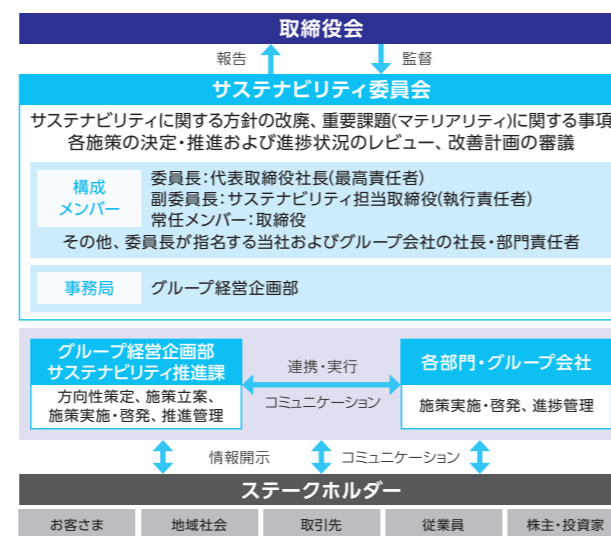 取締役会
報告
監督
サステナビリティ委員会
サステナビリティに関する方針の改廃、重要課題(マテリアリティ)に関する事項
各施策の決定・推進および進捗状況のレビュー、改善計画の審議
構成
メンバー
委員長:代表取締役社長(最高責任者)
副委員長:サステナビリティ担当取締役(執行責任者)
常任メンバー:取締役
その他、委員長が指名する当社およびグループ会社の社長・部門責任者
事務局
グループ経営企画部
グループ経営企画部
サステナビリティ推進課
方向性策定、施策立案、
施策実施・啓発、推進管理
連携・実行
コミュニケーション
各部門・グループ会社
施策実施・啓発、進捗管理
情報開示
コミュニケーション
ステークホルダー
お客さま
地域社会
取引先
従業員
株主・投資家